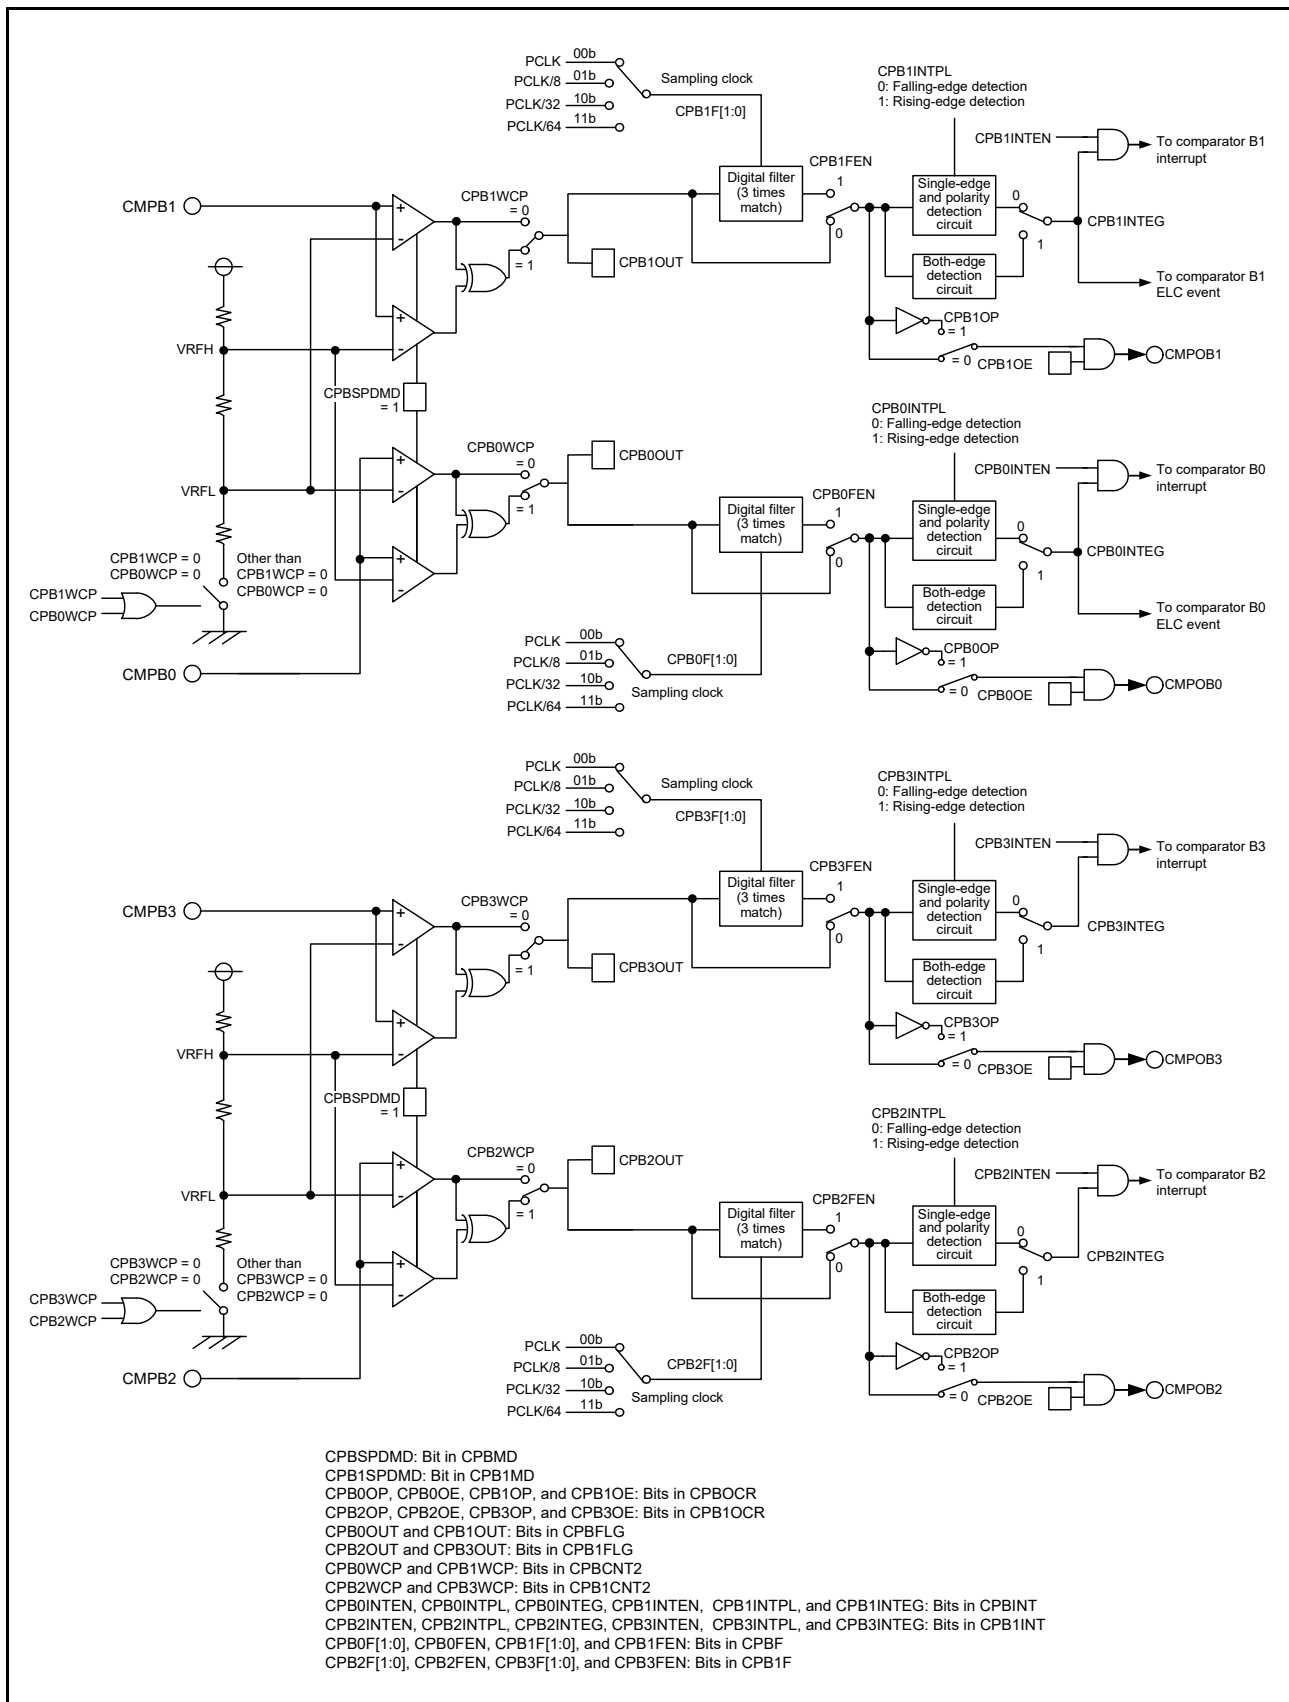 PCLK 00b
PCLK/8 01b
PCLK/32 10b
PCLK/64 11b
Sampling clock
CPB1F[1:0]
CPB1INTPL
0: Falling-edge detection
1: Rising-edge detection
CPB1INTEN
To comparator B1
interrupt
CMPB1
+
-
CPB1WCP
= 0
= 1
CPB1OUT
Digital filter
(3 times
match)
CPB1FEN
1
0
Single-edge
and polarity
detection
circuit
0
1
CPB1INTEG
Both-edge
detection
circuit
To comparator B1
ELC event
+
-
VRFH
CPB1OP
= 1
= 0
CPB1OE
CMPOB1
CPBSPDMD
= 1
CPB0INTPL
0: Falling-edge detection
1: Rising-edge detection
CPB0INTEN
To comparator B0
interrupt
+
-
CPB0WCP
= 0
= 1
CPB0OUT
VRFL
Digital filter
(3 times
match)
CPB0FEN
1
0
Single-edge
and polarity
detection
circuit
0
1
CPB0INTEG
Both-edge
detection
circuit
To comparator B0
ELC event
+
-
CPB1WCP = 0
CPB0WCP = 0
Other than
CPB1WCP = 0
CPB0WCP = 0
CPB1WCP
CPB0WCP
CMPB0
PCLK 00b
PCLK/8 01b
PCLK/32 10b
PCLK/64 11b
CPB0F[1:0]
Sampling clock
CPB0OP
= 1
= 0
CPB0OE
CMPOB0
PCLK 00b
PCLK/8 01b
PCLK/32 10b
PCLK/64 11b
Sampling clock
CPB3F[1:0]
CPB3INTPL
0: Falling-edge detection
1: Rising-edge detection
CPB3INTEN
To comparator B3
interrupt
CMPB3
+
-
CPB3WCP
= 0
= 1
CPB3OUT
Digital filter
(3 times
match)
CPB3FEN
1
0
Single-edge
and polarity
detection
circuit
0
1
CPB3INTEG
Both-edge
detection
circuit
+
-
VRFH
CPB3OP
= 1
= 0
CPB3OE
CMPOB3
CPBSPDMD
= 1
CPB2INTPL
0: Falling-edge detection
1: Rising-edge detection
CPB2INTEN
To comparator B2
interrupt
+
-
CPB2WCP
= 0
= 1
CPB2OUT
VRFL
Digital filter
(3 times
match)
CPB2FEN
1
0
Single-edge
and polarity
detection
circuit
0
1
CPB2INTEG
Both-edge
detection
circuit
+
-
CPB3WCP = 0
CPB2WCP = 0
Other than
CPB3WCP = 0
CPB2WCP = 0
CPB3WCP
CPB2WCP
CMPB2
PCLK 00b
PCLK/8 01b
PCLK/32 10b
PCLK/64 11b
CPB2F[1:0]
Sampling clock
CPB2OP
= 1
= 0
CPB2OE
CMPOB2
CPBSPDMD: Bit in CPBMD
CPB1SPDMD: Bit in CPB1MD
CPB0OP, CPB0OE, CPB1OP, and CPB1OE: Bits in CPBOCR
CPB2OP, CPB2OE, CPB3OP, and CPB3OE: Bits in CPB1OCR
CPB0OUT and CPB1OUT: Bits in CPBFLG
CPB2OUT and CPB3OUT: Bits in CPB1FLG
CPB0WCP and CPB1WCP: Bits in CPBCNT2
CPB2WCP and CPB3WCP: Bits in CPB1CNT2
CPB0INTEN, CPB0INTPL, CPB0INTEG, CPB1INTEN, CPB1INTPL, and CPB1INTEG: Bits in CPBINT
CPB2INTEN, CPB2INTPL, CPB2INTEG, CPB3INTEN, CPB3INTPL, and CPB3INTEG: Bits in CPB1INT
CPB0F[1:0], CPB0FEN, CPB1F[1:0], and CPB1FEN: Bits in CPBF
CPB2F[1:0], CPB2FEN, CPB3F[1:0], and CPB3FEN: Bits in CPB1F